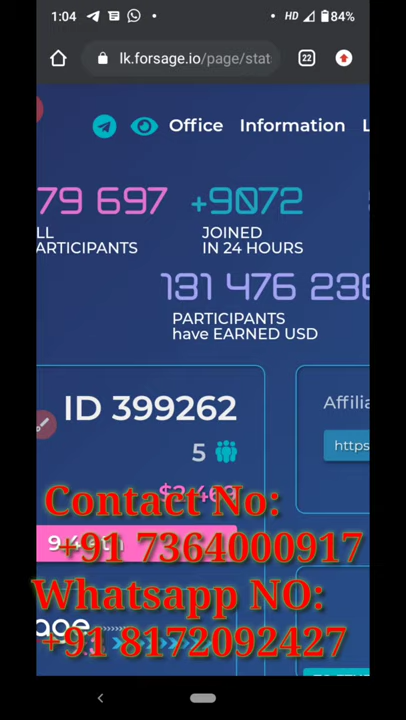 1:04
HD 84%
lk.forsage.io/page/stat
22
Office Information L
79 697 +9072
LL JOINED
ARTICIPANTS IN 24 HOURS
131 476 236
PARTICIPANTS
have EARNED USD
ID 399262
Affilia
5
https
Contact No:
+91 7364000917
Whatsapp NO:
+91 8172092427